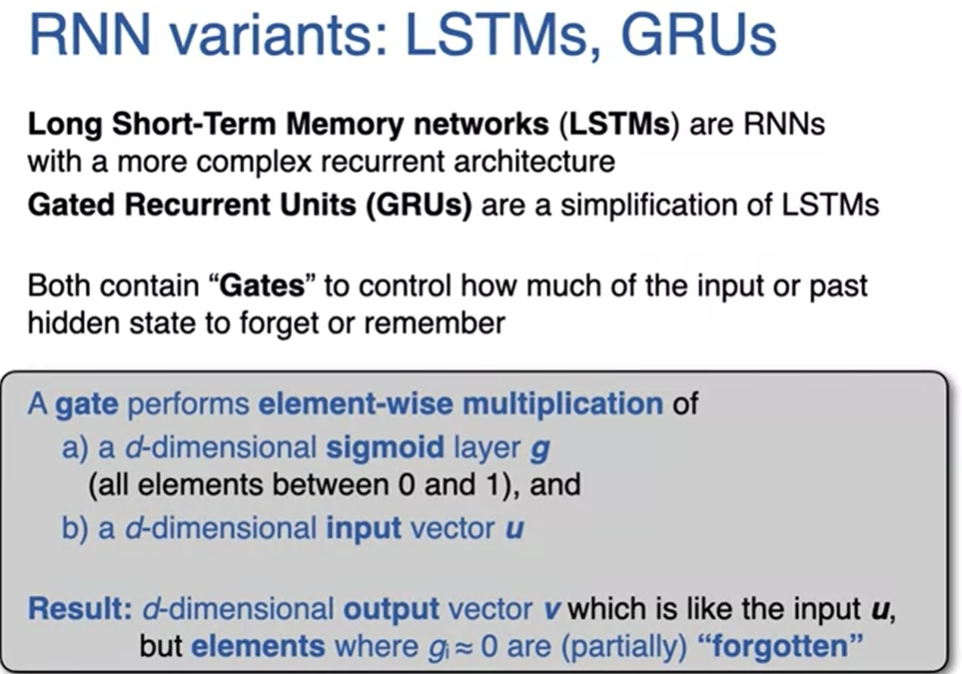 RNN variants: LSTMs, GRUs
Long Short-Term Memory networks (LSTMs) are RNNs
with a more complex recurrent architecture
Gated Recurrent Units (GRUs) are a simplification of LSTMs
Both contain “Gates” to control how much of the input or past
hidden state to forget or remember
A gate performs element-wise multiplication of
a) a d-dimensional sigmoid layer g
(all elements between 0 and 1), and
b) a d-dimensional input vector u
Result: d-dimensional output vector v which is like the input u,
but elements where gi ≈ 0 are (partially) “forgotten”